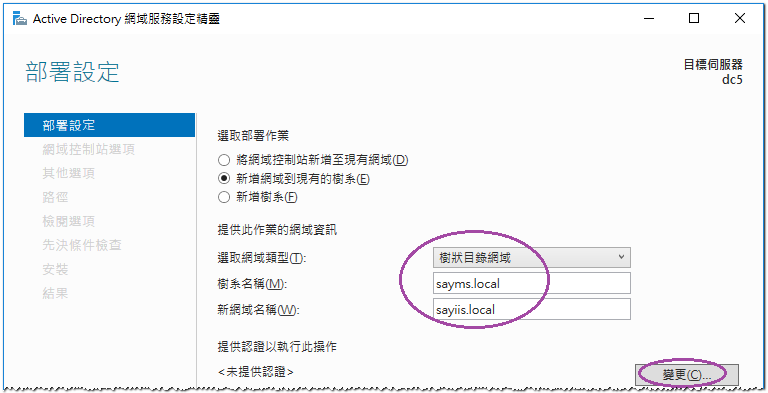 Active Directory 網域服務設定精靈
部署設定
目標伺服器
dc5
部署設定
網域控制站選項
其他選項
路徑
檢閱選項
先決條件檢查
安裝
結果
選取部署作業
將網域控制站新增至現有網域(D)
新增網域到現有的樹系(E)
新增樹系(F)
提供此作業的網域資訊
選取網域類型(T): 樹狀目錄網域
樹系名稱(M): sayms.local
新網域名稱(W): sayiis.local
提供認證以執行此操作
<未提供認證> 變更(C)...